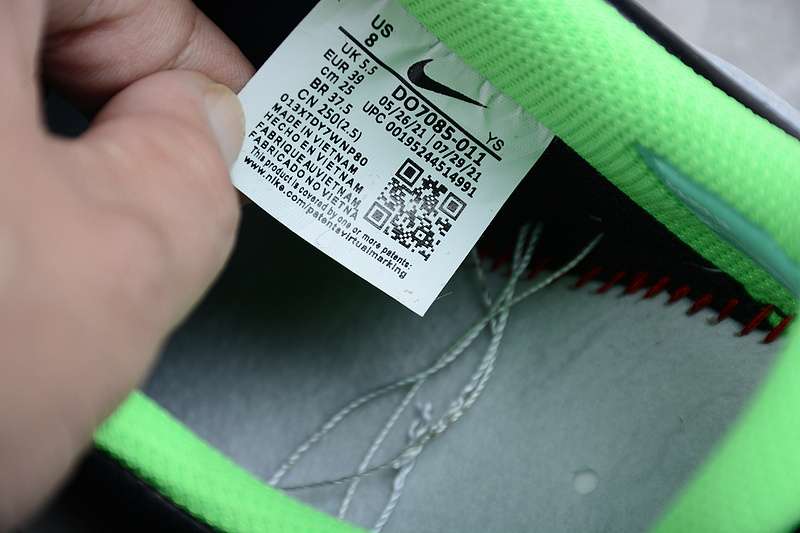 US
8
UK 5.5
EUR 39
cm 25
BR 37.5
CN 250(2.5)
013XTDY7WNP80
MADE IN VIETNAM
HECHO EN VIETNAM
FABRIQUE AU VIETNAM
FABRICADO NO VIETNA
This product is covered by one or more patents:
www.nike.com/patentsvirtualmarking
DO7085-011 YS
05/26/21 07/29/21
UPC 00195244514991